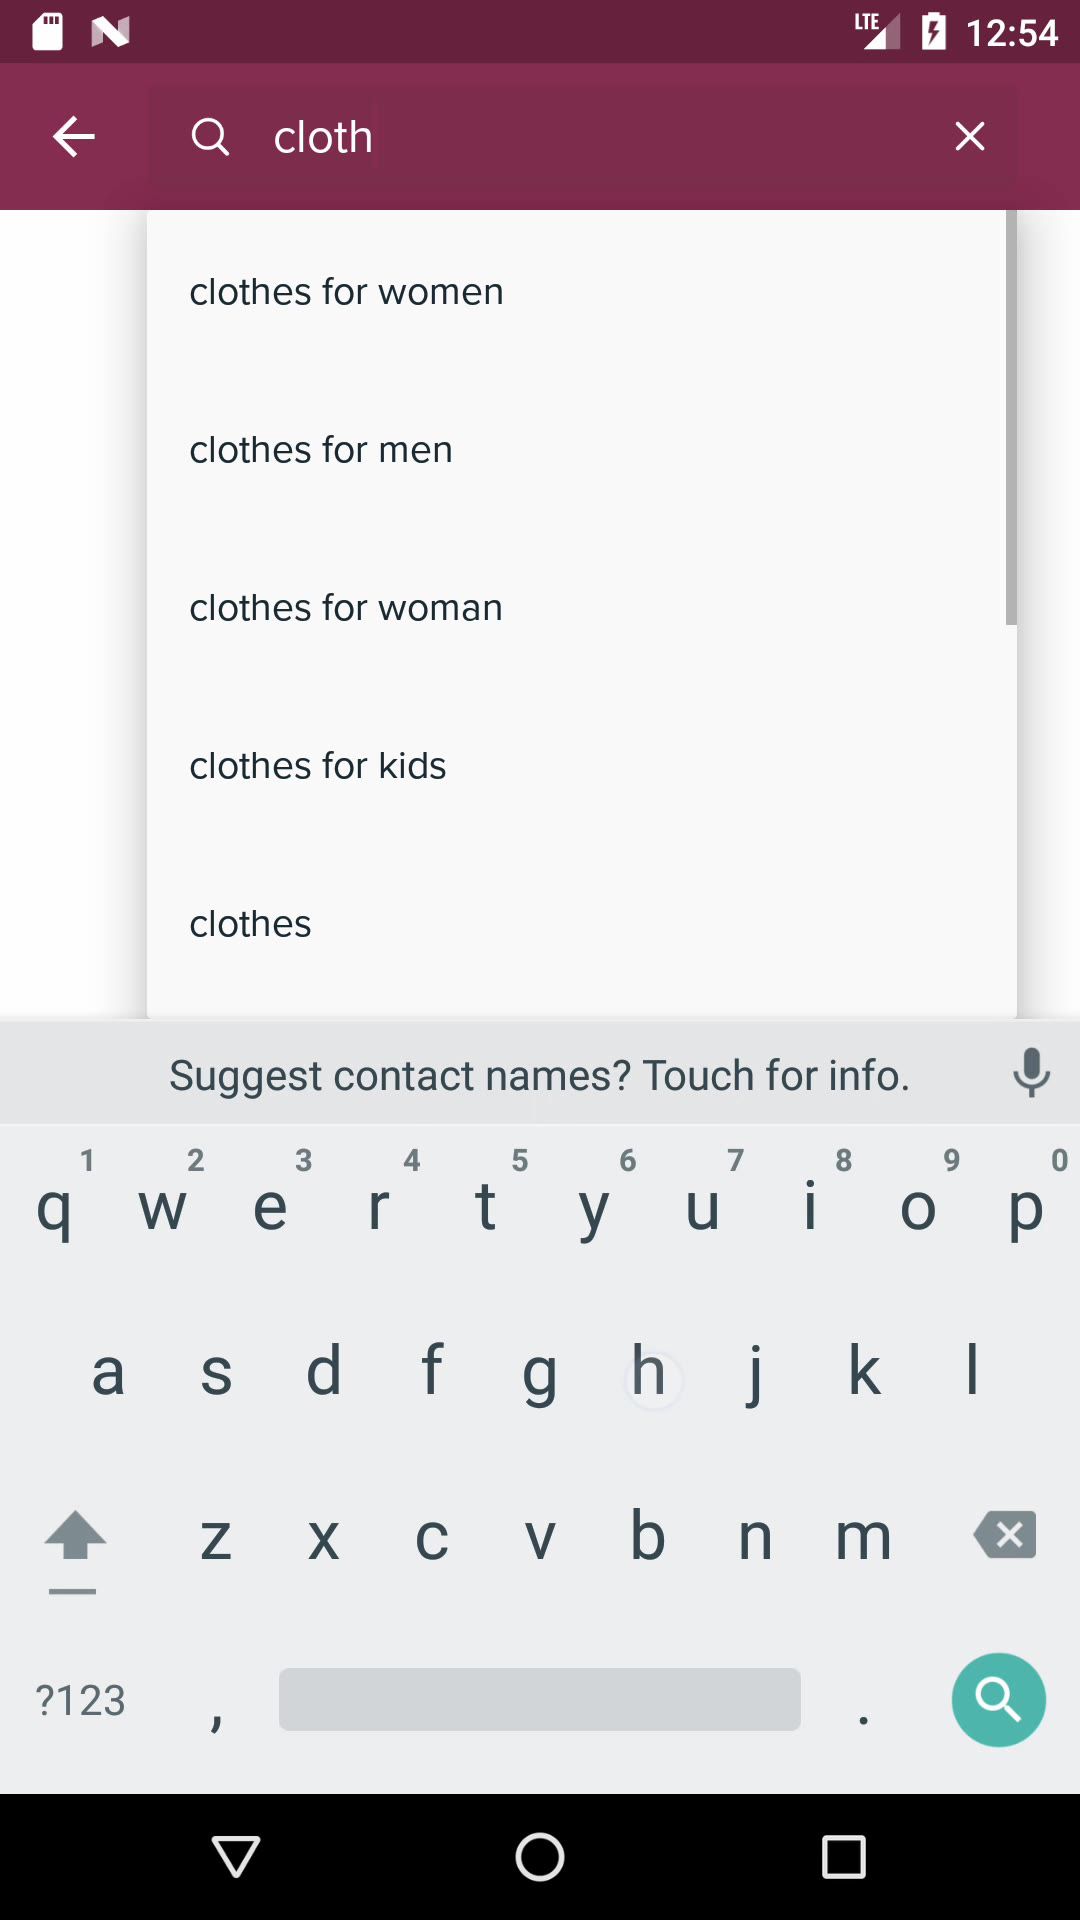 LTE 12:54
cloth
clothes for women
clothes for men
clothes for woman
clothes for kids
clothes
Suggest contact names? Touch for info.
1 2 3 4 5 6 7 8 9 0
q w e r t y u i o p
a s d f g h j k l
z x c v b n m
?123 , .